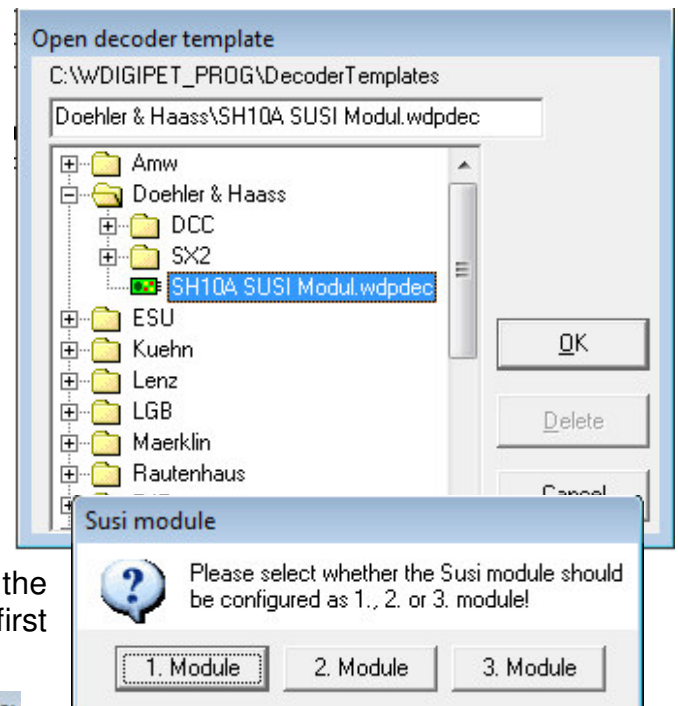 Open decoder template
C:\WDIGIPET_PROG\DecoderTemplates
Doehler & Haass\SH10A SUSI Modul.wdpdec
Amw
Doehler & Haass
DCC
SX2
SH10A SUSI Modul.wdpdec
ESU
Kuehn
Lenz
LGB
Maerklin
Rautenhaus
OK
Delete
Cancel
Susi module
Please select whether the Susi module should
be configured as 1., 2. or 3. module!
1. Module
2. Module
3. Module
the
first